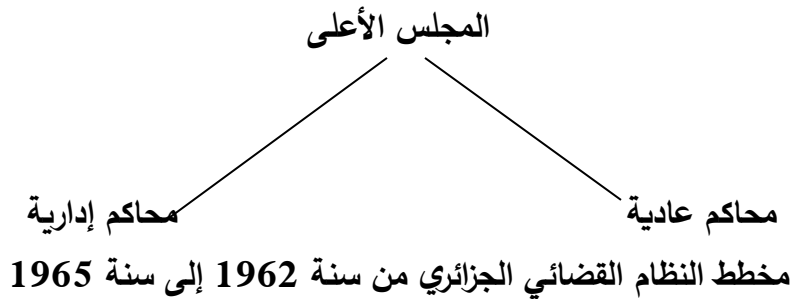 المجلس الأعلى
محاكم عادية
محاكم إدارية
مخطط النظام القضائي الجزائري من سنة 1962 إلى سنة 1965